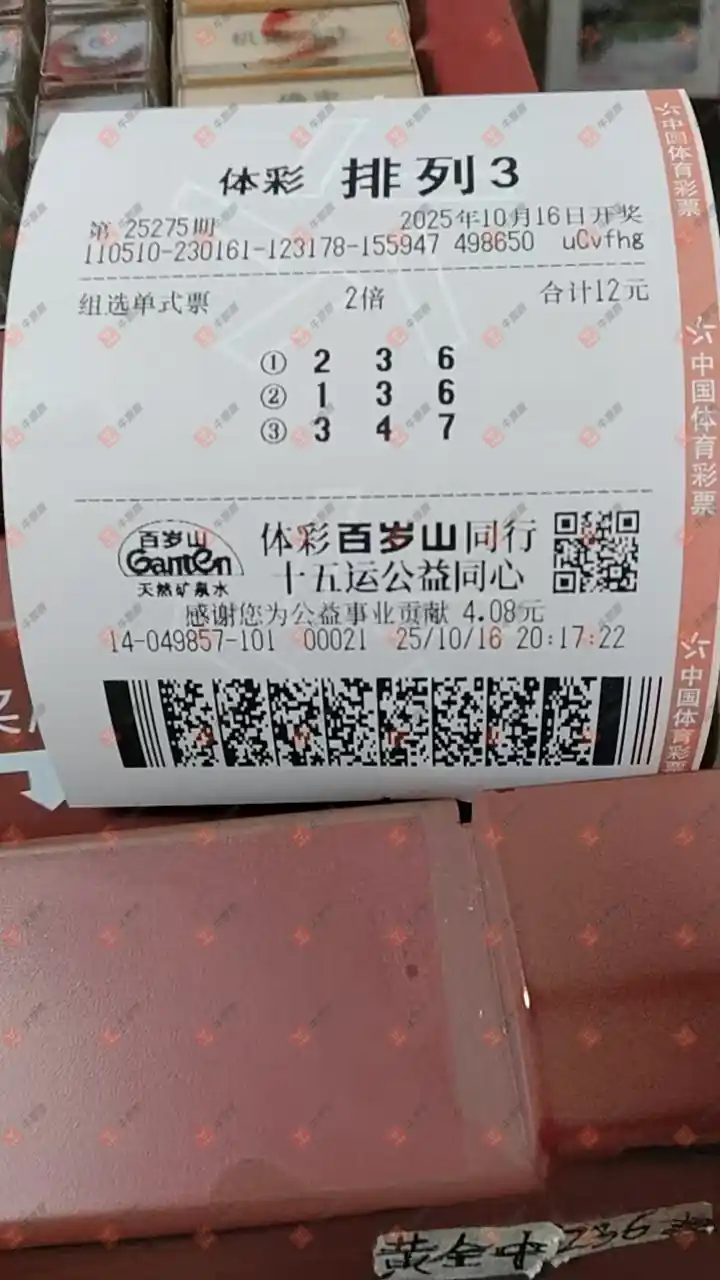 体彩 排列3
第 25275期 2025年10月16日开奖
110510-230161-123178-155947 498650 uCvfhg
组选单式票 2倍 合计12元
① 2 3 6
② 1 3 6
③ 3 4 7
百岁山
Ganten
天然矿泉水
体彩百岁山同行
十五运公益同心
感谢您为公益事业贡献 4.08元
14-049857-101 00021 25/10/16 20:17:22
中国体育彩票
中国体育彩票
中国体育彩票